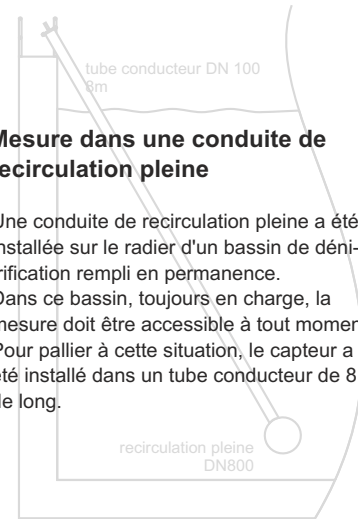 tube conducteur DN 100
8m
Mesure dans une conduite de
recirculation pleine
Une conduite de recirculation pleine a été
installée sur le radier d'un bassin de déni-
trification rempli en permanence.
Dans ce bassin, toujours en charge, la
mesure doit être accessible à tout momen
Pour pallier à cette situation, le capteur a
été installé dans un tube conducteur de 8
de long.
recirculation pleine
DN800